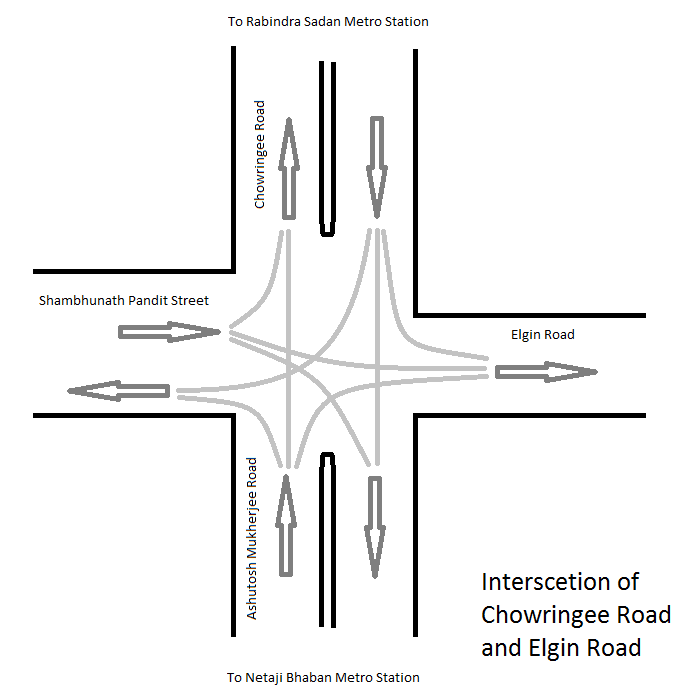 To Rabindra Sadan Metro Station
Chowringee Road
Shambhunath Pandit Street
Elgin Road
Ashutosh Mukherjee Road
Interscetion of
Chowringee Road
and Elgin Road
To Netaji Bhaban Metro Station